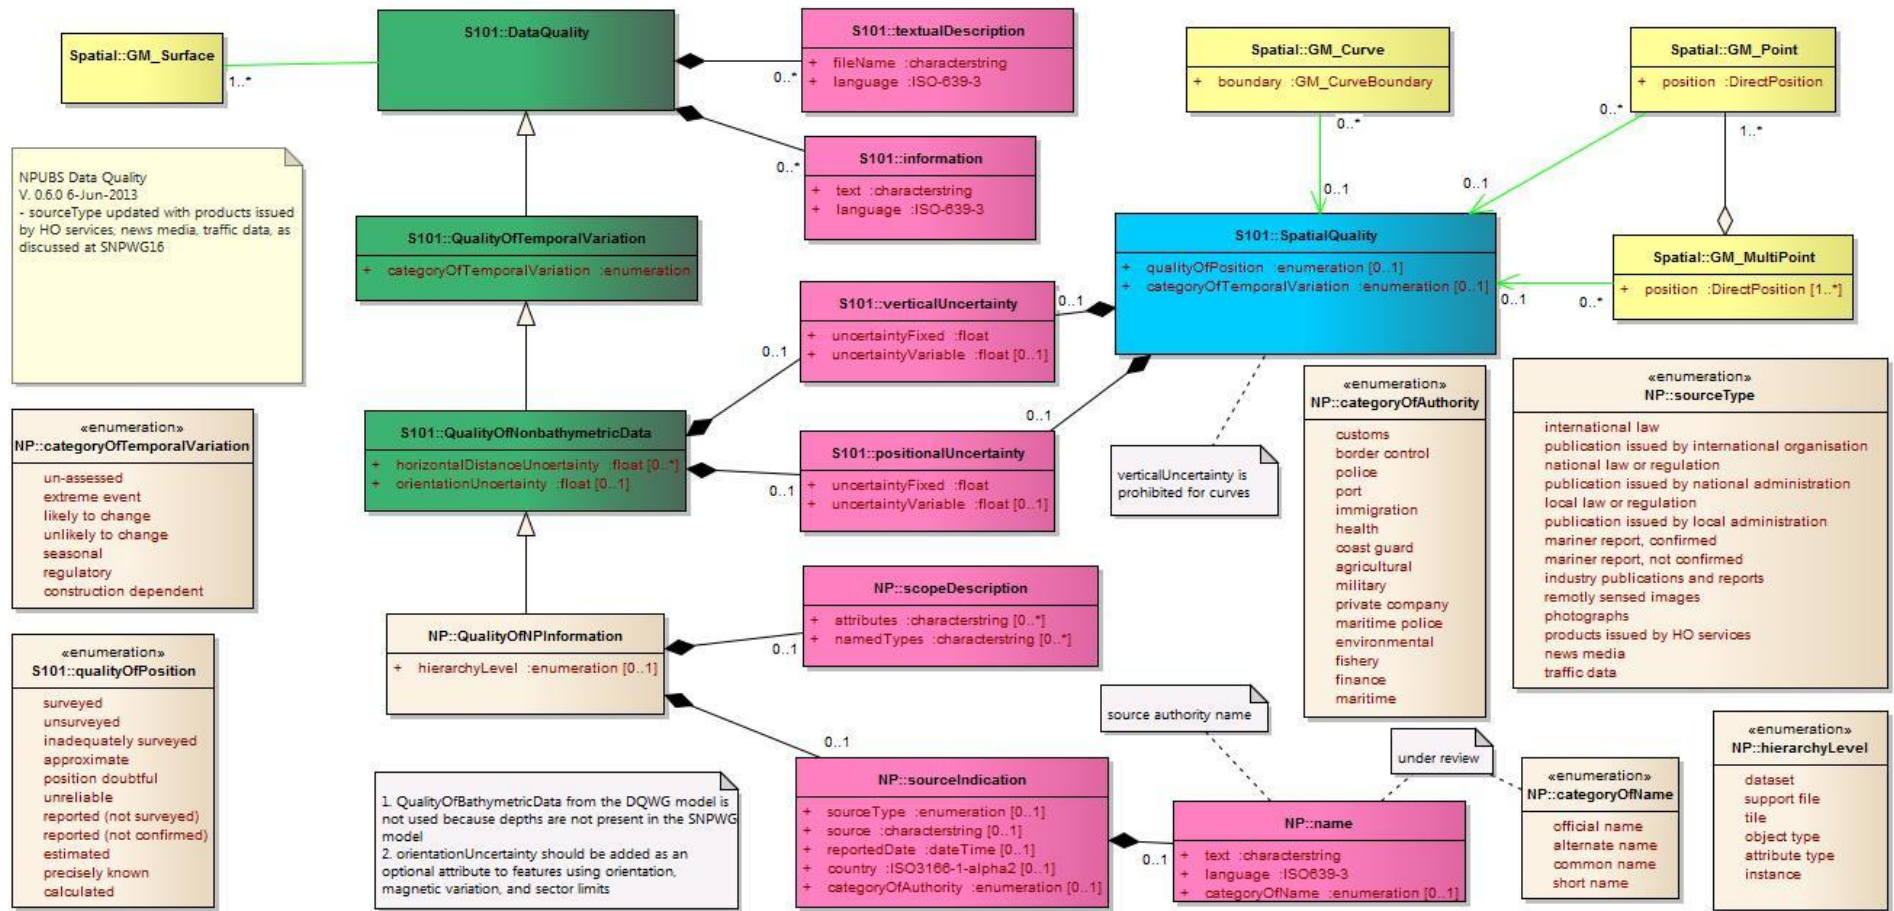 Spatial::GM_Surface
1..*
S101::DataQuality
0..*
S101::textualDescription
+ fileName :characterstring
+ language :ISO-639-3
0..*
S101::information
+ text :characterstring
+ language :ISO-639-3
Spatial::GM_Curve
+ boundary :GM_CurveBoundary
0..*
0..1
Spatial::GM_Point
+ position :DirectPosition
0..*
1..*
0..1
NPUBS Data Quality
V. 0.6.0 6-Jun-2013
- sourceType updated with products issued
by HO services, news media, traffic data, as
discussed at SNPWG16
S101::QualityOfTemporalVariation
+ categoryOfTemporalVariation :enumeration
S101::SpatialQuality
+ qualityOfPosition :enumeration [0..1]
+ categoryOfTemporalVariation :enumeration [0..1]
Spatial::GM_MultiPoint
+ position :DirectPosition [1..*]
0..1
0..*
S101::verticalUncertainty
+ uncertaintyFixed :float
+ uncertaintyVariable :float [0..1]
0..1
0..1
S101::QualityOfNonbathymetricData
+ horizontalDistanceUncertainty :float [0..*]
+ orientationUncertainty :float [0..1]
S101::positionalUncertainty
+ uncertaintyFixed :float
+ uncertaintyVariable :float [0..1]
0..1
0..1
verticalUncertainty is
prohibited for curves
«enumeration»
NP::categoryOfTemporalVariation
un-assessed
extreme event
likely to change
unlikely to change
seasonal
regulatory
construction dependent
«enumeration»
S101::qualityOfPosition
surveyed
unsurveyed
inadequately surveyed
approximate
position doubtful
unreliable
reported (not surveyed)
reported (not confirmed)
estimated
precisely known
calculated
NP::QualityOfNPInformation
+ hierarchyLevel :enumeration [0..1]
NP::scopeDescription
+ attributes :characterstring [0..*]
+ namedTypes :characterstring [0..*]
0..1
0..1
1. QualityOfBathymetricData from the DQWG model is
not used because depths are not present in the SNPWG
model
2. orientationUncertainty should be added as an
optional attribute to features using orientation,
magnetic variation, and sector limits
NP::sourceIndication
+ sourceType :enumeration [0..1]
+ source :characterstring [0..1]
+ reportedDate :dateTime [0..1]
+ country :ISO3166-1-alpha2 [0..1]
+ categoryOfAuthority :enumeration [0..1]
0..1
source authority name
under review
NP::name
+ text :characterstring
+ language :ISO639-3
+ categoryOfName :enumeration [0..1]
«enumeration»
NP::categoryOfAuthority
customs
border control
police
port
immigration
health
coast guard
agricultural
military
private company
maritime police
environmental
fishery
finance
maritime
«enumeration»
NP::sourceType
international law
publication issued by international organisation
national law or regulation
publication issued by national administration
local law or regulation
publication issued by local administration
mariner report, confirmed
mariner report, not confirmed
industry publications and reports
remotly sensed images
photographs
products issued by HO services
news media
traffic data
«enumeration»
NP::categoryOfName
official name
alternate name
common name
short name
«enumeration»
NP::hierarchyLevel
dataset
support file
tile
object type
attribute type
instance